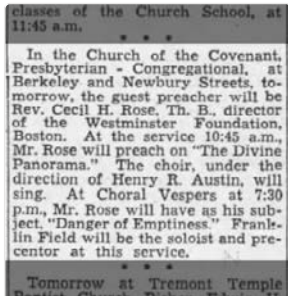 classes of the Church School, at
11:45 a.m.
* * *
In the Church of the Covenant,
Presbyterian - Congregational, at
Berkeley and Newbury Streets, to-
morrow, the guest preacher will be
Rev. Cecil H. Rose, Th. B., director
of the Westminster Foundation,
Boston. At the service 10:45 a.m.,
Mr. Rose will preach on "The Divine
Panorama." The choir, under the
direction of Henry R. Austin, will
sing. At Choral Vespers at 7:30
p.m., Mr. Rose will have as his sub-
ject, "Danger of Emptiness." Frank-
lin Field will be the soloist and pre-
centor at this service.
* * *
Tomorrow at Tremont Temple
Baptist Church